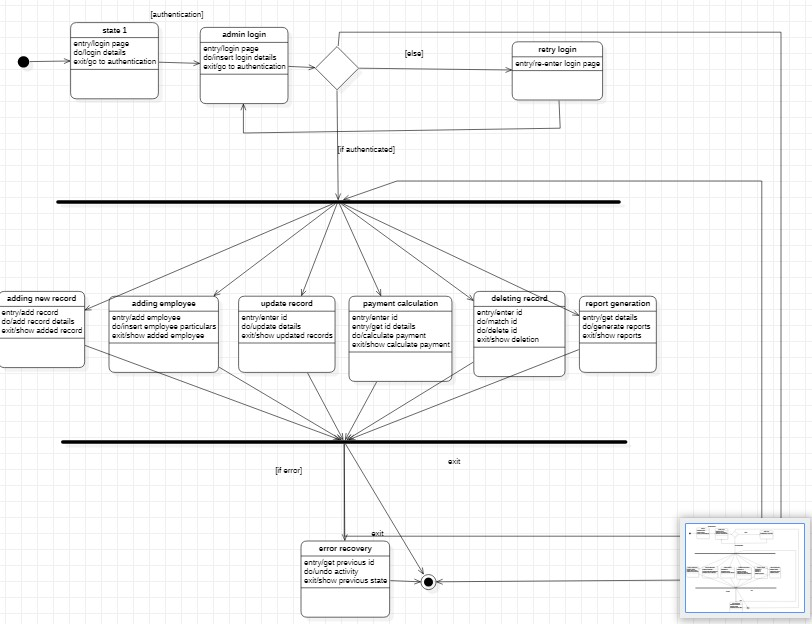 [authentication]
state 1
entry/login page
do/login details
exit/go to authentication
admin login
entry/login page
do/insert login details
exit/go to authentication
[else]
retry login
entry/re-enter login page
[if authenticated]
adding new record
entry/add record
do/add record details
exit/show added record
adding employee
entry/add employee
do/insert employee particulars
exit/show added employee
update record
entry/enter id
do/update details
exit/show updated records
payment calculation
entry/enter id
entry/get id details
do/calculate payment
exit/show calculate payment
deleting record
entry/enter id
do/match id
do/delete id
exit/show deletion
report generation
entry/get details
do/generate reports
exit/show reports
[if error]
exit
exit
error recovery
entry/get previous id
do/undo activity
exit/show previous state